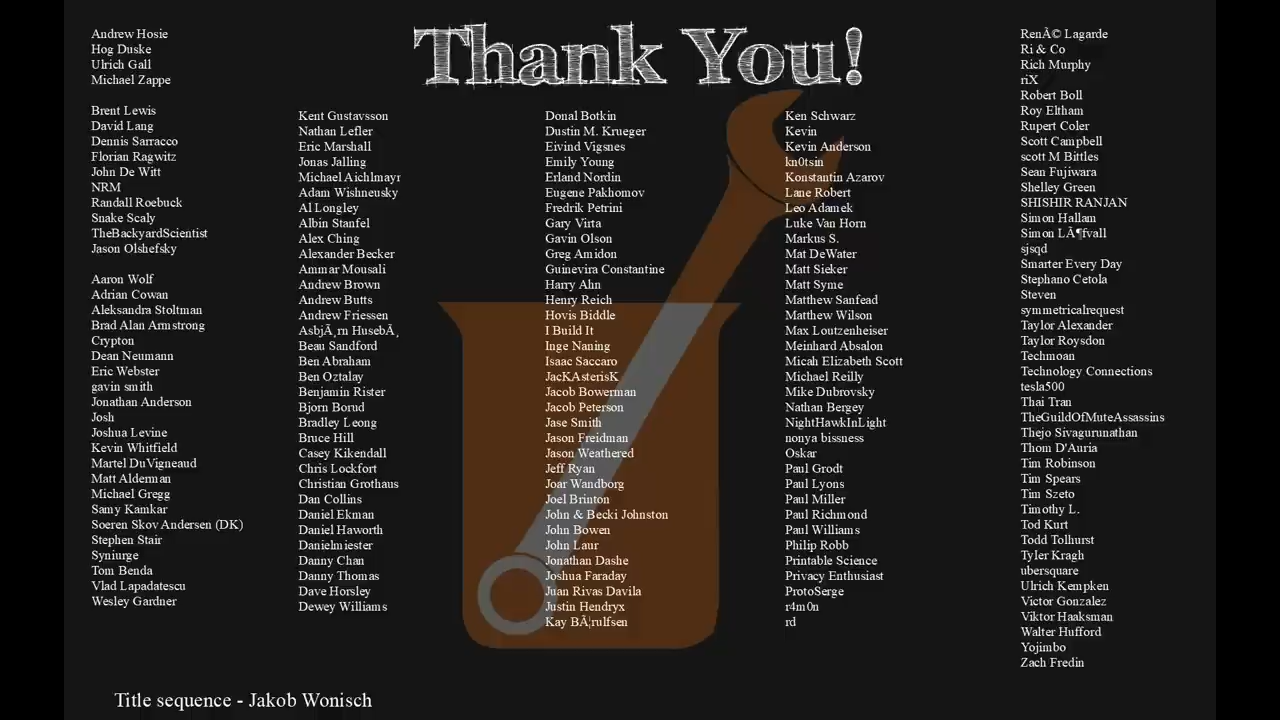 Thank You!
Andrew Hosie
Hog Duske
Ulrich Gall
Michael Zappe
Brent Lewis
David Lang
Dennis Sarracco
Florian Ragwitz
John De Witt
NRM
Randall Roebuck
Snake Scaly
TheBackyardScientist
Jason Olshefsky
Aaron Wolf
Adrian Cowan
Aleksandra Stoltman
Brad Alan Armstrong
Crypton
Dean Neumann
Eric Webster
gavin smith
Jonathan Anderson
Josh
Joshua Levine
Kevin Whitfield
Martel DuVigneaud
Matt Alderman
Michael Gregg
Samy Kamkar
Soeren Skov Andersen (DK)
Stephen Stair
Syniurge
Tom Benda
Vlad Lapadatescu
Wesley Gardner
Kent Gustavsson
Nathan Lefler
Eric Marshall
Jonas Jalling
Michael Aichlmayr
Adam Wishneusky
Al Longley
Albin Stanfel
Alex Ching
Alexander Becker
Ammar Mousali
Andrew Brown
Andrew Butts
Andrew Friessen
AsbjÃ¸rn HusebÃ¸
Beau Sandford
Ben Abraham
Ben Oztalay
Benjamin Rister
Bjorn Borud
Bradley Leong
Bruce Hill
Casey Kikendall
Chris Lockfort
Christian Grothaus
Dan Collins
Daniel Ekman
Daniel Haworth
Danielmiester
Danny Chan
Danny Thomas
Dave Horsley
Dewey Williams
Donal Botkin
Dustin M. Krueger
Eivind Vigsnes
Emily Young
Erland Nordin
Eugene Pakhomov
Fredrik Petrini
Gary Virta
Gavin Olson
Greg Amidon
Guinevira Constantine
Harry Ahn
Henry Reich
Hovis Biddle
I Build It
Inge Naning
Isaac Saccaro
JacKAsterisK
Jacob Bowerman
Jacob Peterson
Jase Smith
Jason Freidman
Jason Weathered
Jeff Ryan
Joar Wandborg
Joel Brinton
John & Becki Johnston
John Bowen
John Laur
Jonathan Dashe
Joshua Faraday
Juan Rivas Davila
Justin Hendryx
Kay BÃ¦rulfsen
Ken Schwarz
Kevin
Kevin Anderson
kn0tsin
Konstantin Azarov
Lane Robert
Leo Adamek
Luke Van Horn
Markus S.
Mat DeWater
Matt Sieker
Matt Syme
Matthew Sanfead
Matthew Wilson
Max Loutzenheiser
Meinhard Absalon
Micah Elizabeth Scott
Michael Reilly
Mike Dubrovsky
Nathan Bergey
NightHawkInLight
nonya bissness
Oskar
Paul Grodt
Paul Lyons
Paul Miller
Paul Richmond
Paul Williams
Philip Robb
Printable Science
Privacy Enthusiast
ProtoSerge
r4m0n
rd
RenÃ© Lagarde
Ri & Co
Rich Murphy
riX
Robert Boll
Roy Eltham
Rupert Coler
Scott Campbell
scott M Bittles
Sean Fujiwara
Shelley Green
SHISHIR RANJAN
Simon Hallam
Simon LÃ¶fvall
sjsqd
Smarter Every Day
Stephano Cetola
Steven
symmetricalrequest
Taylor Alexander
Taylor Roysdon
Techmoan
Technology Connections
tesla500
Thai Tran
TheGuildOfMuteAssassins
Thejo Sivagurunathan
Thom D'Auria
Tim Robinson
Tim Spears
Tim Szeto
Timothy L.
Tod Kurt
Todd Tolhurst
Tyler Kragh
ubersquare
Ulrich Kempken
Victor Gonzalez
Viktor Haaksman
Walter Hufford
Yojimbo
Zach Fredin
Title sequence - Jakob Wonisch